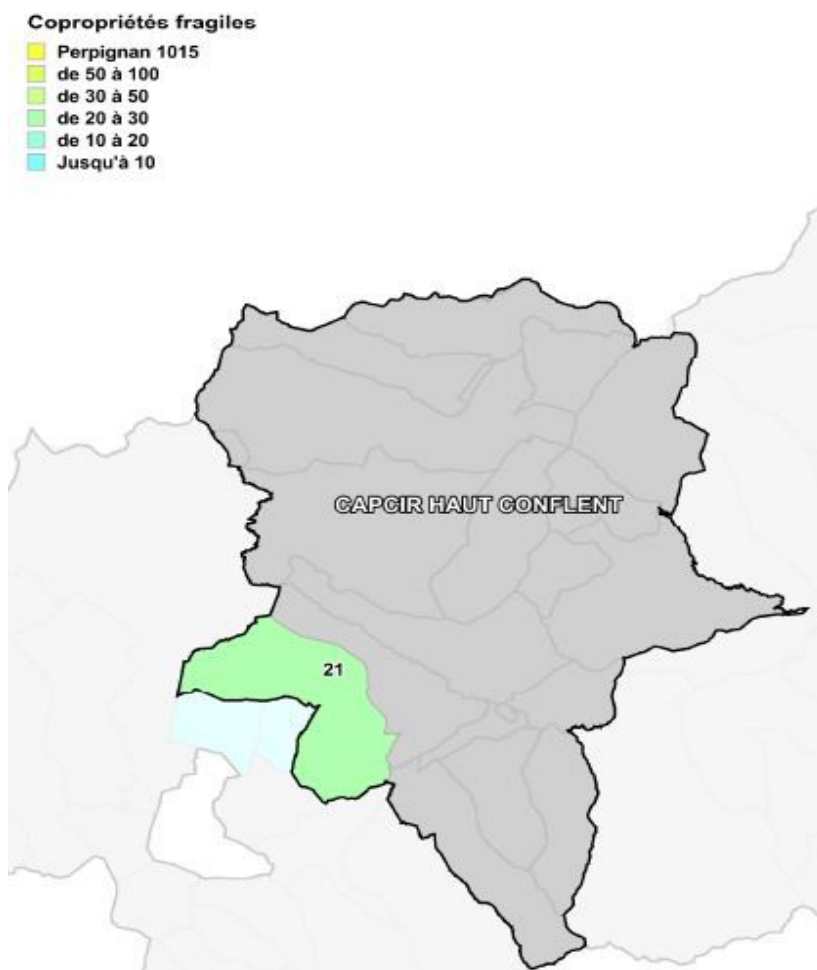 Copropriétés fragiles
Perpignan 1015
de 50 à 100
de 30 à 50
de 20 à 30
de 10 à 20
Jusqu'à 10
CAPCIR HAUT CONFLENT
21